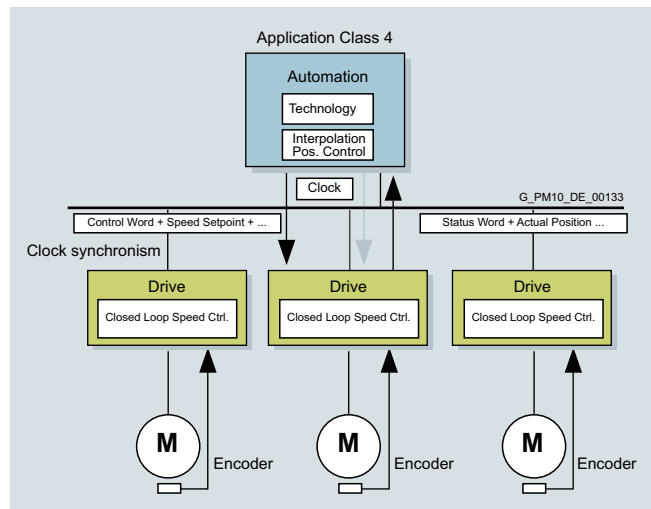 Application Class 4
Automation
Technology
Interpolation
Pos. Control
Clock
G_PM10_DE_00133
Control Word + Speed Setpoint + ...
Status Word + Actual Position ...
Clock synchronism
Drive
Drive
Drive
Closed Loop Speed Ctrl.
Closed Loop Speed Ctrl.
Closed Loop Speed Ctrl.
M
M
M
Encoder
Encoder
Encoder